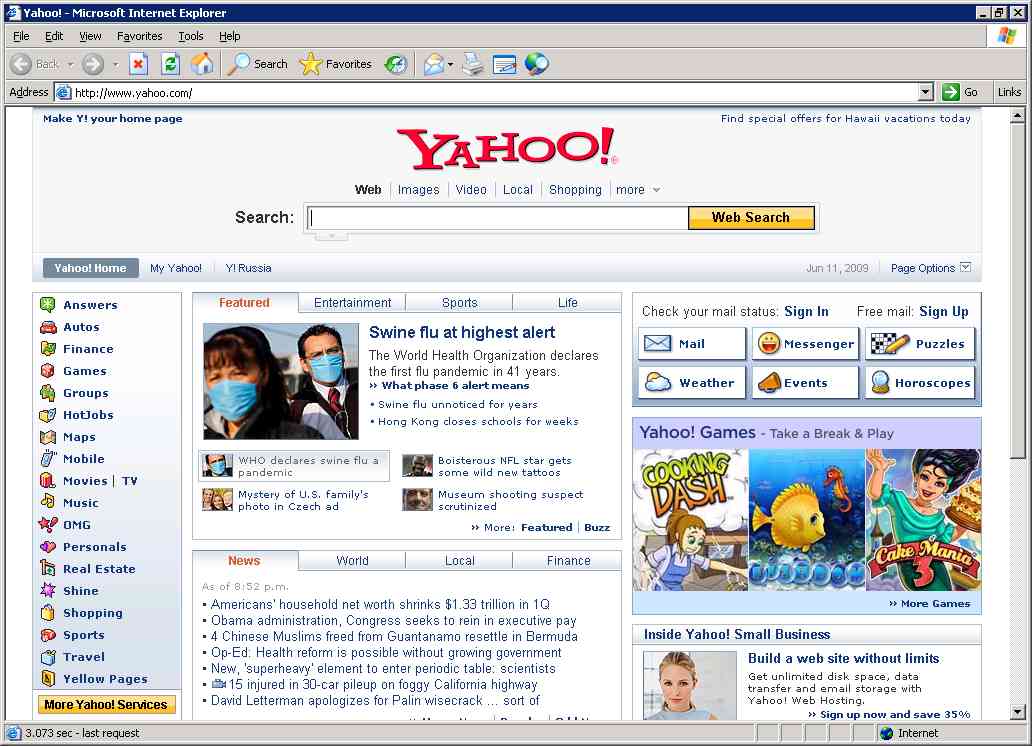 Yahoo! - Microsoft Internet Explorer
File Edit View Favorites Tools Help
Back Search Favorites
Address http://www.yahoo.com/ Go Links
Make Y! your home page
Find special offers for Hawaii vacations today
YAHOO!
Web Images Video Local Shopping more
Search: Web Search
Yahoo! Home My Yahoo! Y! Russia
Jun 11, 2009 Page Options
Answers
Autos
Finance
Games
Groups
HotJobs
Maps
Mobile
Movies | TV
Music
OMG
Personals
Real Estate
Shine
Shopping
Sports
Travel
Yellow Pages
More Yahoo! Services
Featured Entertainment Sports Life
Swine flu at highest alert
The World Health Organization declares
the first flu pandemic in 41 years.
» What phase 6 alert means
• Swine flu unnoticed for years
• Hong Kong closes schools for weeks
WHO declares swine flu a
pandemic
Boisterous NFL star gets
some wild new tattoos
Mystery of U.S. family's
photo in Czech ad
Museum shooting suspect
scrutinized
» More: Featured | Buzz
News World Local Finance
As of 8:52 p.m.
• Americans' household net worth shrinks $1.33 trillion in 1Q
• Obama administration, Congress seeks to rein in executive pay
• 4 Chinese Muslims freed from Guantanamo resettle in Bermuda
• Op-Ed: Health reform is possible without growing government
• New, 'superheavy' element to enter periodic table: scientists
• 15 injured in 30-car pileup on foggy California highway
• David Letterman apologizes for Palin wisecrack ... sort of
Check your mail status: Sign In Free mail: Sign Up
Mail Messenger Puzzles
Weather Events Horoscopes
Yahoo! Games - Take a Break & Play
COOKING
DASH
Cake Mania
3
» More Games
Inside Yahoo! Small Business
Build a web site without limits
Get unlimited disk space, data
transfer and email storage with
Yahoo! Web Hosting.
» Sign up now and save 35%
3.073 sec - last request
Internet